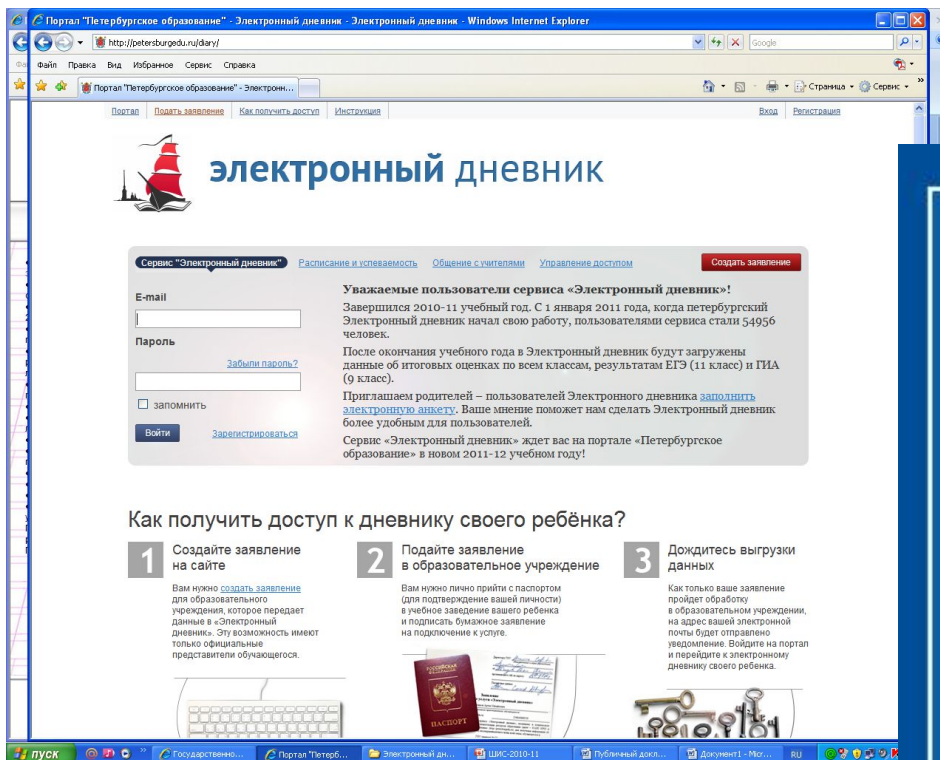 Портал "Петербургское образование" - Электронный дневник - Электронный дневник - Windows Internet Explorer
http://petersburgedu.ru/diary/
Google
Файл Правка Вид Избранное Сервис Справка
Портал "Петербургское образование" - Электронн...
Страница Сервис
Портал Подать заявление Как получить доступ Инструкция Вход Регистрация
электронный дневник
Сервис "Электронный дневник" Расписание и успеваемость Общение с учителями Управление доступом Создать заявление
E-mail
Пароль
Забыли пароль?
запомнить
Войти Зарегистрироваться
Уважаемые пользователи сервиса «Электронный дневник»!
Завершился 2010-11 учебный год. С 1 января 2011 года, когда петербургский
Электронный дневник начал свою работу, пользователями сервиса стали 54956
человек.
После окончания учебного года в Электронный дневник будут загружены
данные об итоговых оценках по всем классам, результатам ЕГЭ (11 класс) и ГИА
(9 класс).
Приглашаем родителей – пользователей Электронного дневника заполнить
электронную анкету. Ваше мнение поможет нам сделать Электронный дневник
более удобным для пользователей.
Сервис «Электронный дневник» ждет вас на портале «Петербургское
образование» в новом 2011-12 учебном году!
Как получить доступ к дневнику своего ребёнка?
1
Создайте заявление
на сайте
Вам нужно создать заявление
для образовательного
учреждения, которое передает
данные в «Электронный
дневник». Эту возможность имеют
только официальные
представители обучающегося.
2
Подайте заявление
в образовательное учреждение
Вам нужно лично прийти с паспортом
(для подтверждение вашей личности)
в учебное заведение вашего ребенка
и подписать бумажное заявление
на подключение к услуге.
РОССИЙСКАЯ
ФЕДЕРАЦИЯ
ПАСПОРТ
3
Дождитесь выгрузки
данных
Как только ваше заявление
пройдет обработку
в образовательном учреждении,
на адрес вашей электронной
почты будет отправлено
уведомление. Войдите на портал
и перейдите к электронному
дневнику своего ребенка.
пуск Государственно... Портал "Петерб... Электронный дн... ШИС-2010-11 Публичный докл... Документ1 - Micr... RU